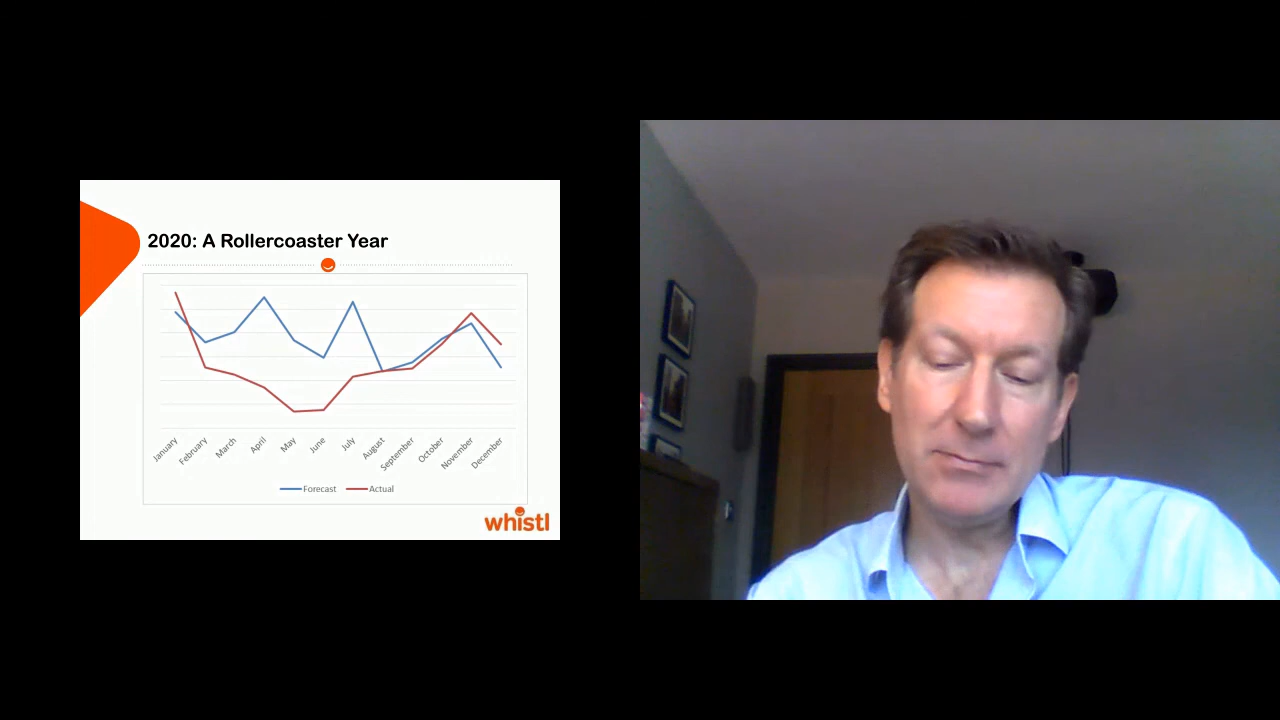 2020: A Rollercoaster Year
January
February
March
April
May
June
July
August
September
October
November
December
Forecast
Actual
whistl